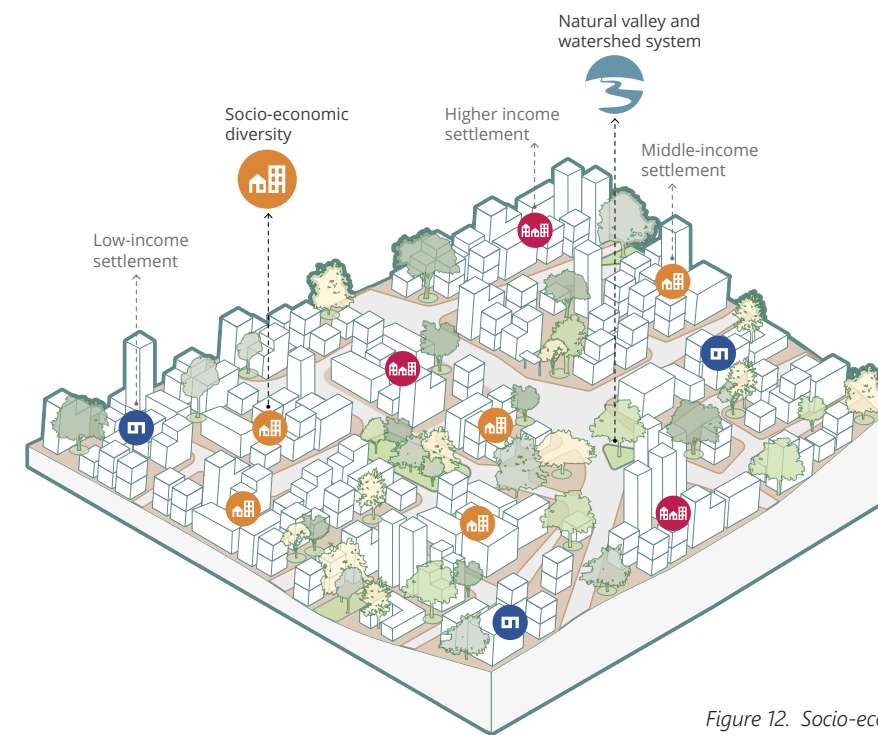 Natural valley and
watershed system
Socio-economic
diversity
Higher income
settlement
Middle-income
settlement
Low-income
settlement
Figure 12. Socio-eco